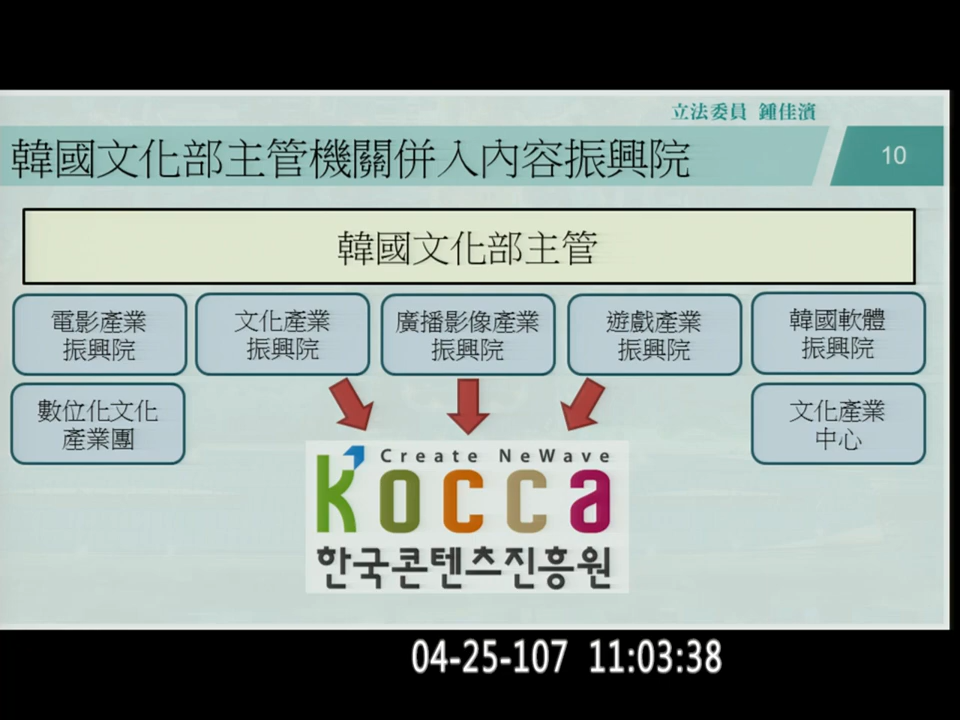 立法委員 鍾佳濱
韓國文化部主管機關併入內容振興院
10
韓國文化部主管
電影產業
振興院
文化產業
振興院
廣播影像產業
振興院
遊戲產業
振興院
韓國軟體
振興院
數位化文化
產業團
文化產業
中心
Create NeWave
kocca
한국콘텐츠진흥원
04-25-107 11:03:38